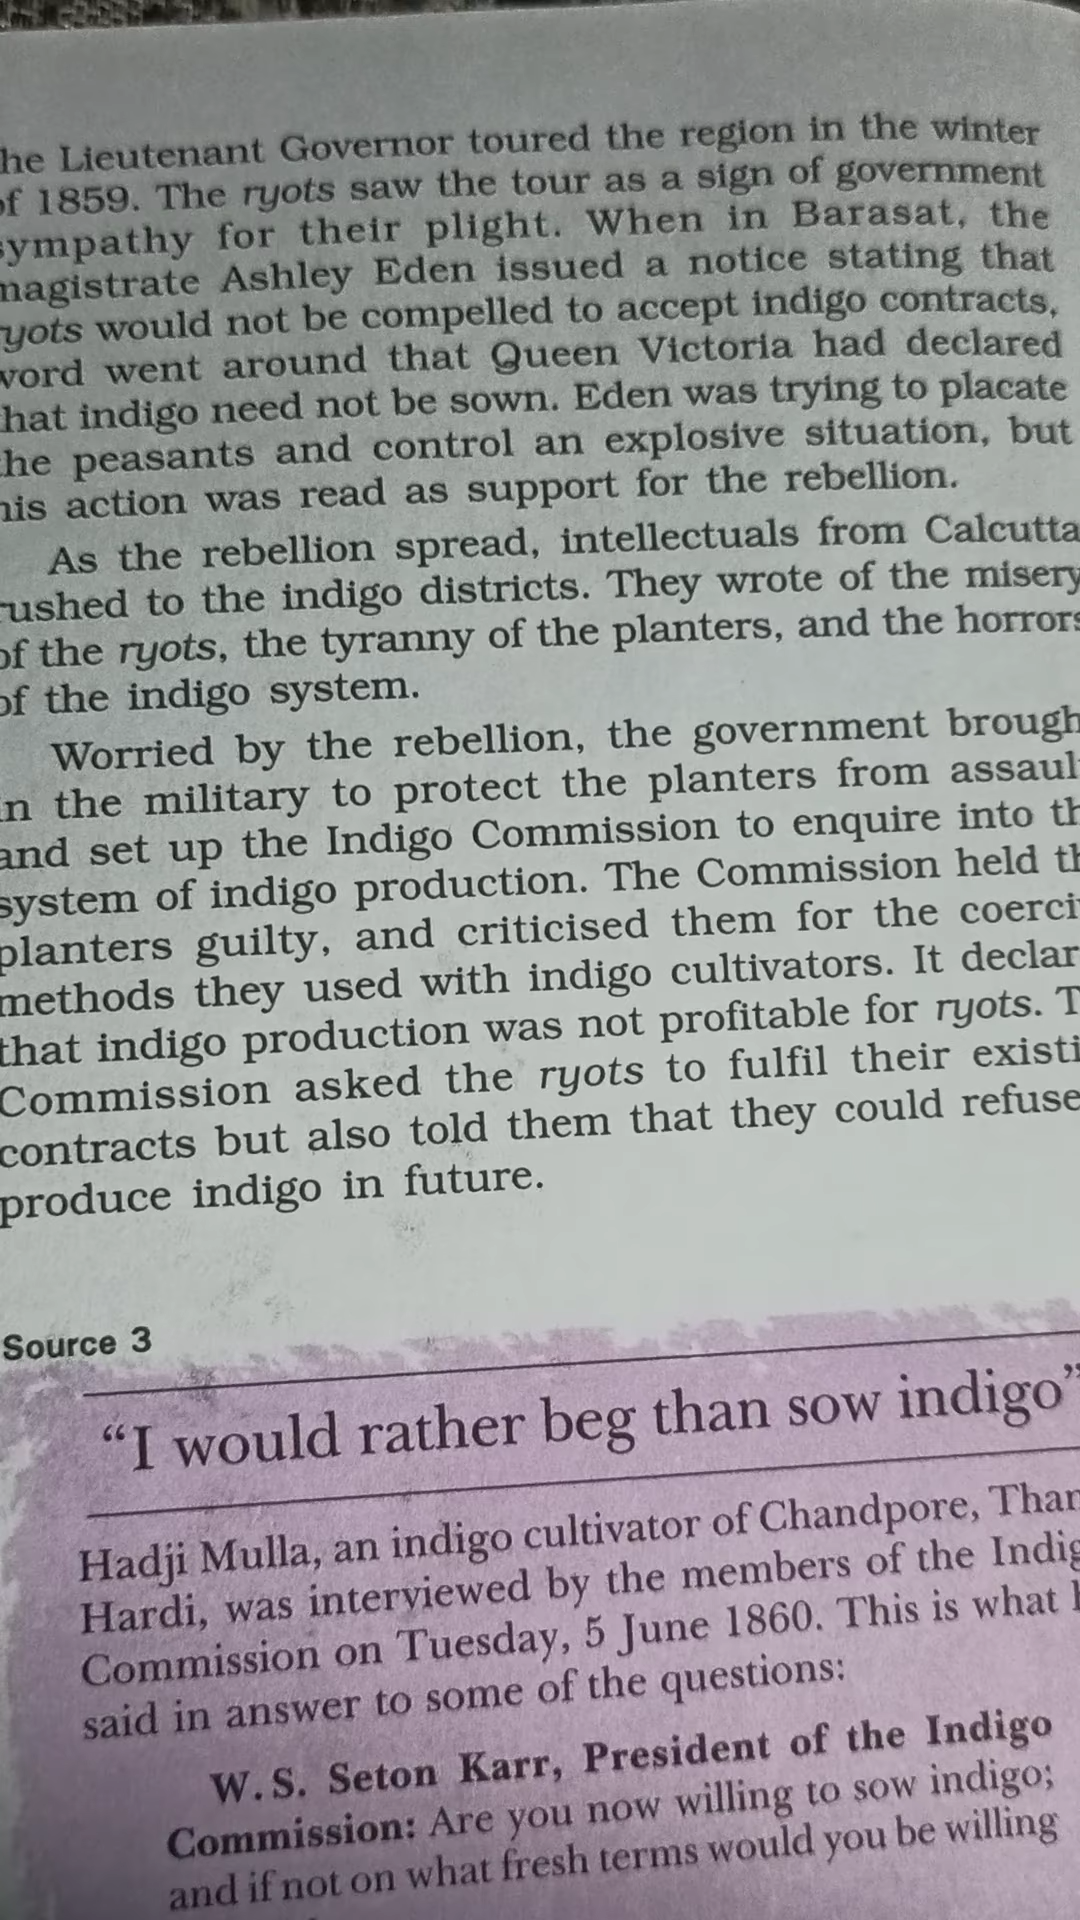 he Lieutenant Governor toured the region in the winter
of 1859. The ryots saw the tour as a sign of government
sympathy for their plight. When in Barasat, the
magistrate Ashley Eden issued a notice stating that
ryots would not be compelled to accept indigo contracts,
word went around that Queen Victoria had declared
that indigo need not be sown. Eden was trying to placate
the peasants and control an explosive situation, but
his action was read as support for the rebellion.
As the rebellion spread, intellectuals from Calcutta
rushed to the indigo districts. They wrote of the misery
of the ryots, the tyranny of the planters, and the horrors
of the indigo system.
Worried by the rebellion, the government brough
in the military to protect the planters from assaul
and set up the Indigo Commission to enquire into th
system of indigo production. The Commission held th
planters guilty, and criticised them for the coerci
methods they used with indigo cultivators. It declar
that indigo production was not profitable for ryots. T
Commission asked the ryots to fulfil their existi
contracts but also told them that they could refuse
produce indigo in future.
Source 3
“I would rather beg than sow indigo”
Hadji Mulla, an indigo cultivator of Chandpore, Than
Hardi, was interviewed by the members of the Indig
Commission on Tuesday, 5 June 1860. This is what
said in answer to some of the questions:
W. S. Seton Karr, President of the Indigo
Commission: Are you now willing to sow indigo;
and if not on what fresh terms would you be willing